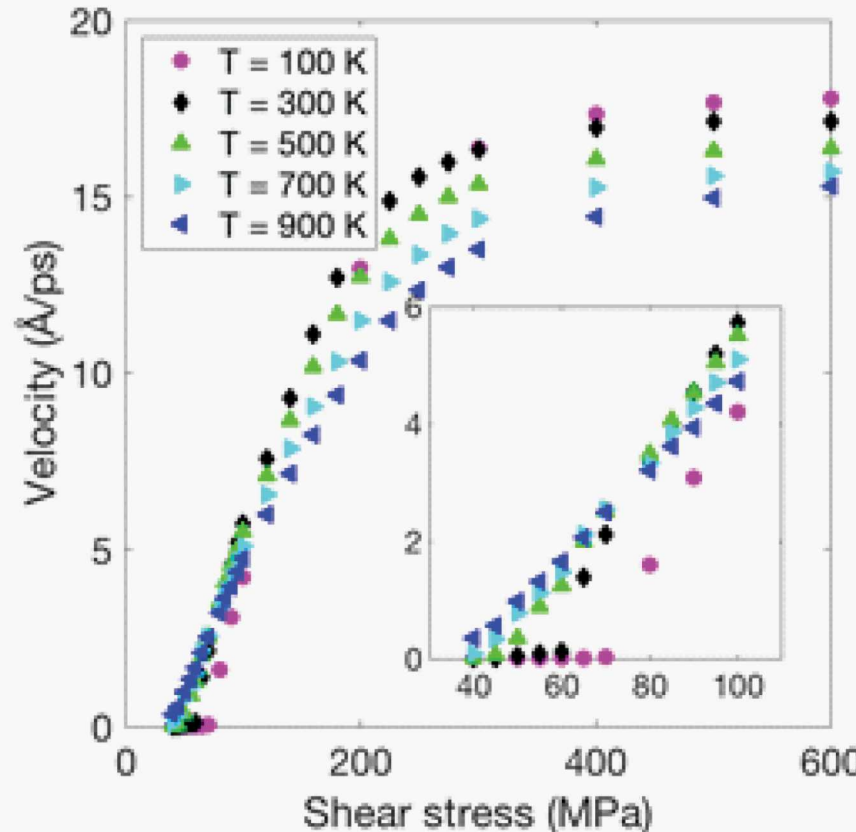 20
15
10
5
0
Velocity (Å/ps)
T = 100 K
T = 300 K
T = 500 K
T = 700 K
T = 900 K
6
4
2
0
40 60 80 100
0 200 400 600
Shear stress (MPa)